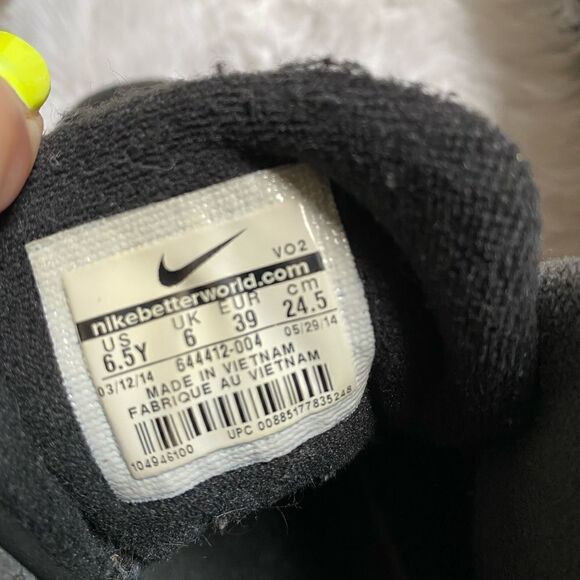 VO2
nikebetterworld.com
US UK EUR cm
6.5Y 6 39 24.5
03/12/14 644412-004 05/29/14
MADE IN VIETNAM
FABRIQUE AU VIETNAM
104946100 UPC 00885177835248